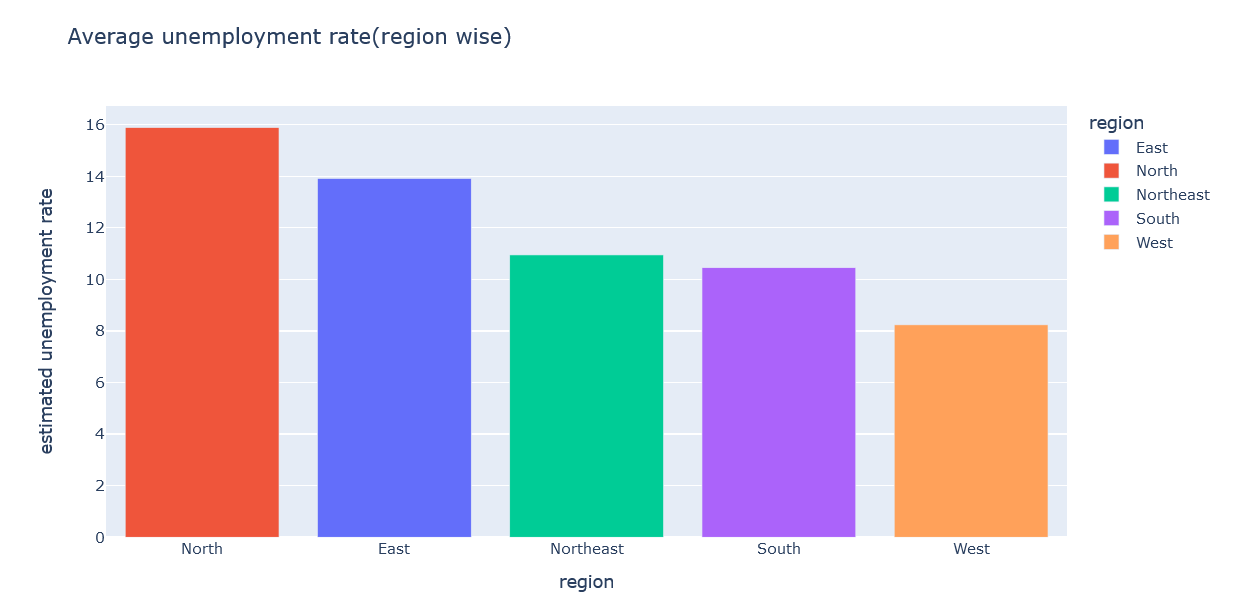 Average unemployment rate(region wise)
estimated unemployment rate
16
14
12
10
8
6
4
2
0
North East Northeast South West
region
region
East
North
Northeast
South
West